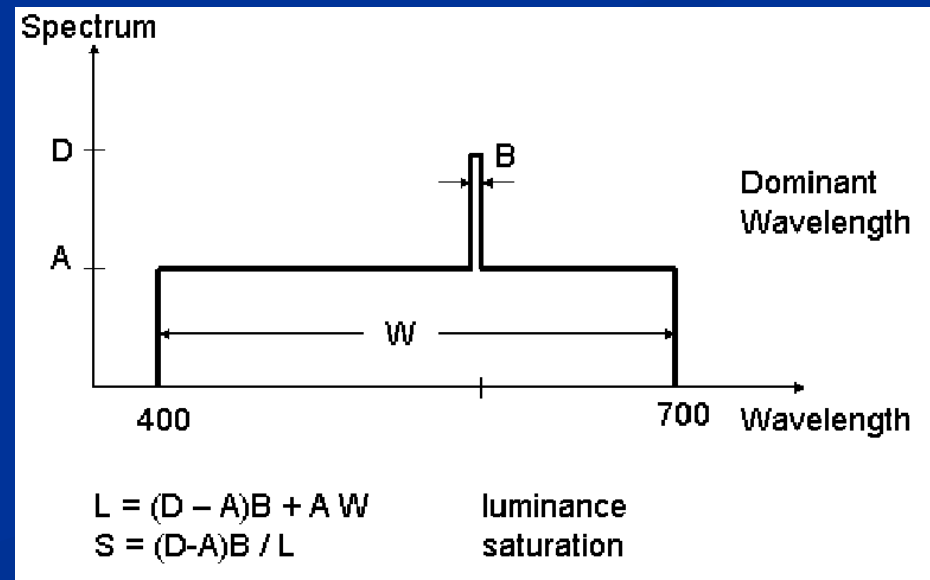 Spectrum
D
B
Dominant
Wavelength
A
W
400
700
Wavelength
L = (D – A)B + A W
luminance
S = (D-A)B / L
saturation